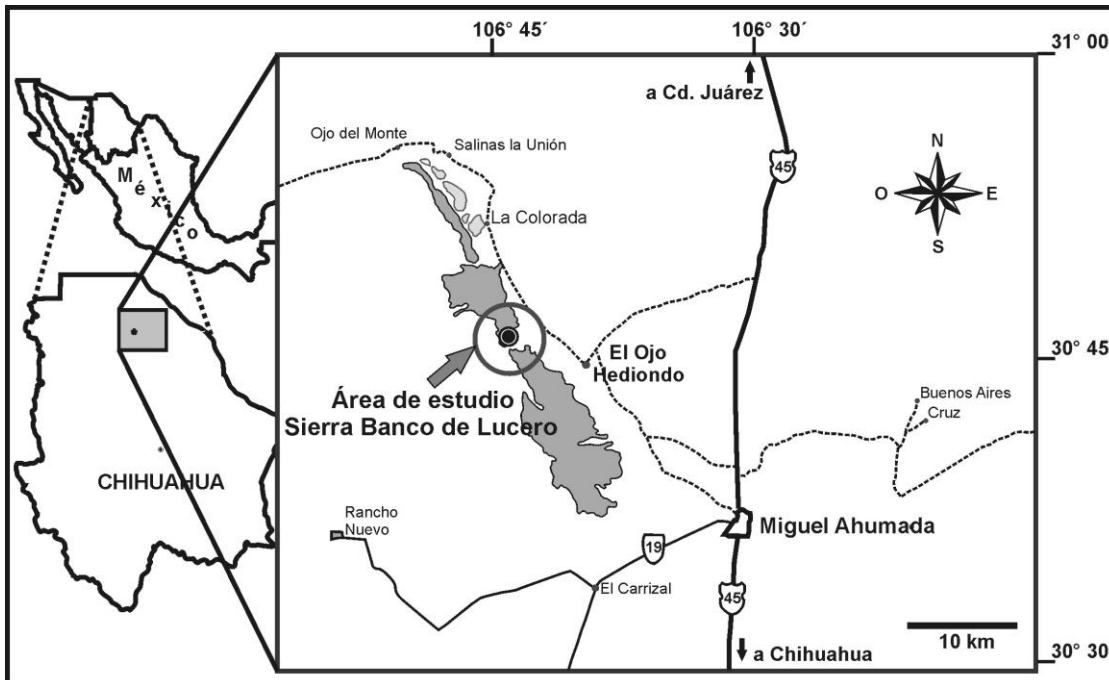 106° 45´
106° 30´
31° 00
a Cd. Juárez
45
N
O
E
S
Ojo del Monte
Salinas la Unión
La Colorada
México
30° 45
El Ojo
Hediondo
Área de estudio
Sierra Banco de Lucero
Buenos Aires
Cruz
CHIHUAHUA
Rancho
Nuevo
Miguel Ahumada
19
El Carrizal
45
10 km
a Chihuahua
30° 30